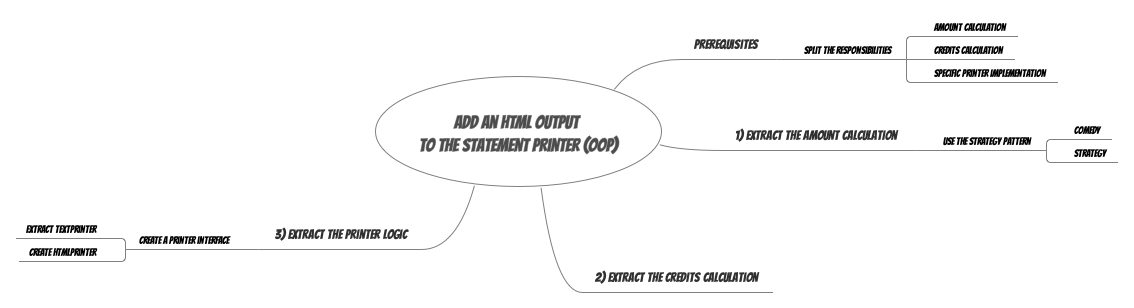 ADD AN HTML OUTPUT
TO THE STATEMENT PRINTER (OOP)
PREREQUISITES
SPLIT THE RESPONSIBILITIES
AMOUNT CALCULATION
CREDITS CALCULATION
SPECIFIC PRINTER IMPLEMENTATION
1) EXTRACT THE AMOUNT CALCULATION
USE THE STRATEGY PATTERN
COMEDY
STRATEGY
2) EXTRACT THE CREDITS CALCULATION
3) EXTRACT THE PRINTER LOGIC
CREATE A PRINTER INTERFACE
EXTRACT TEXTPRINTER
CREATE HTMLPRINTER